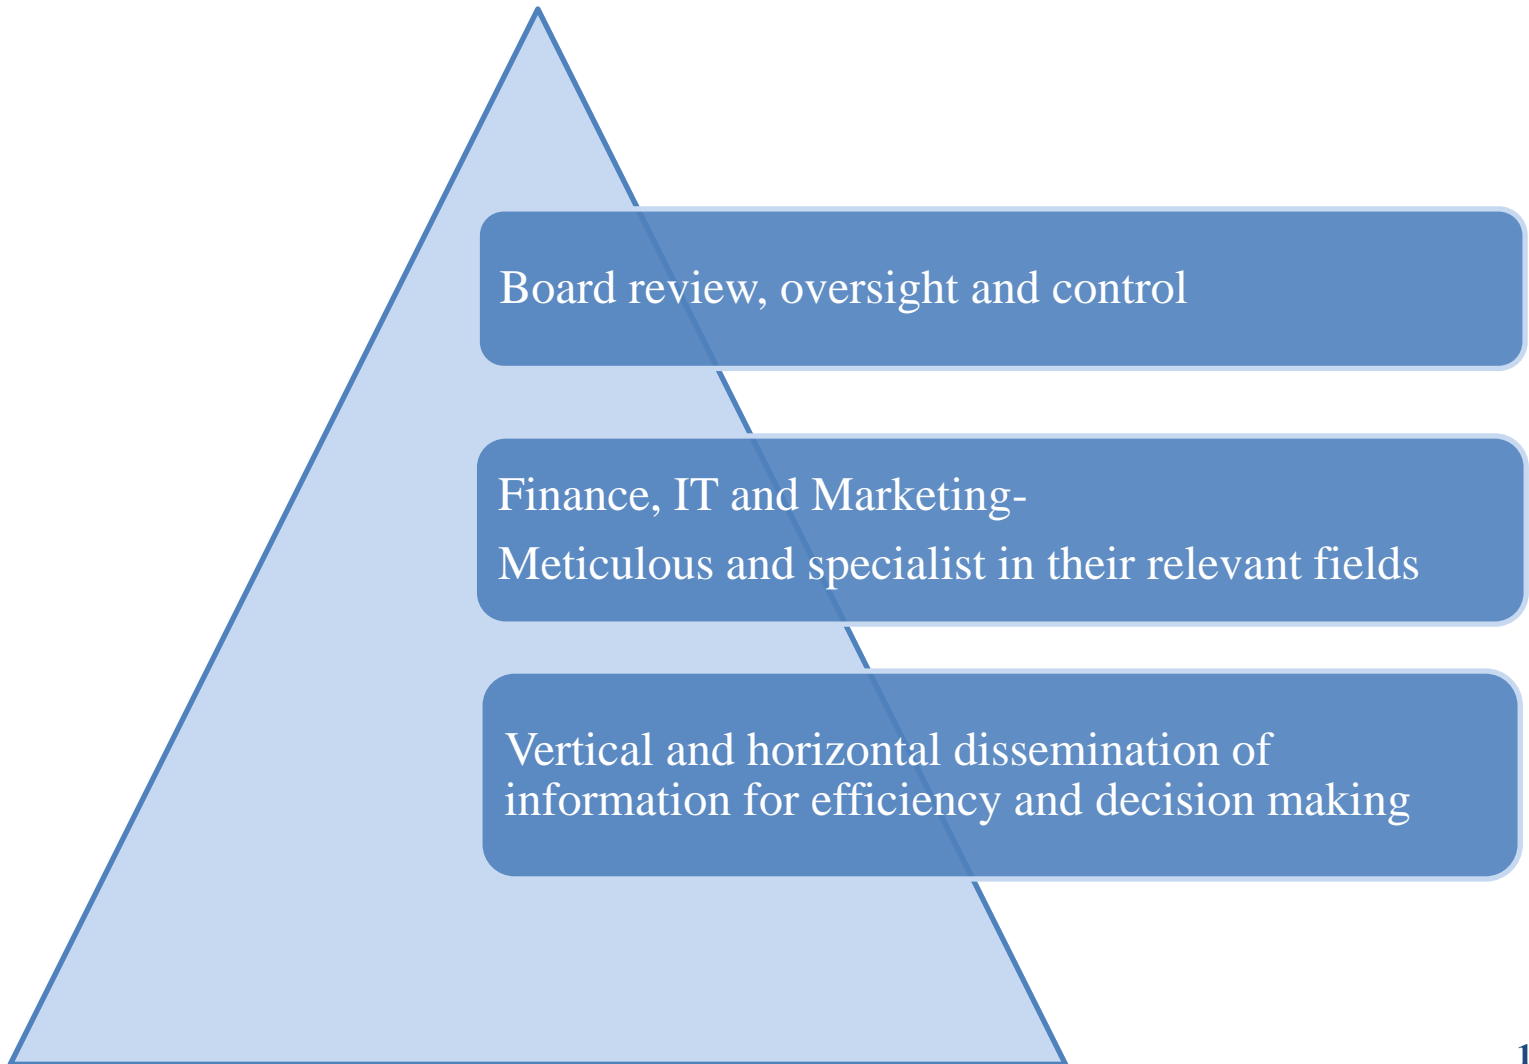 Board review, oversight and control
Finance, IT and Marketing-
Meticulous and specialist in their relevant fields
Vertical and horizontal dissemination of
information for efficiency and decision making